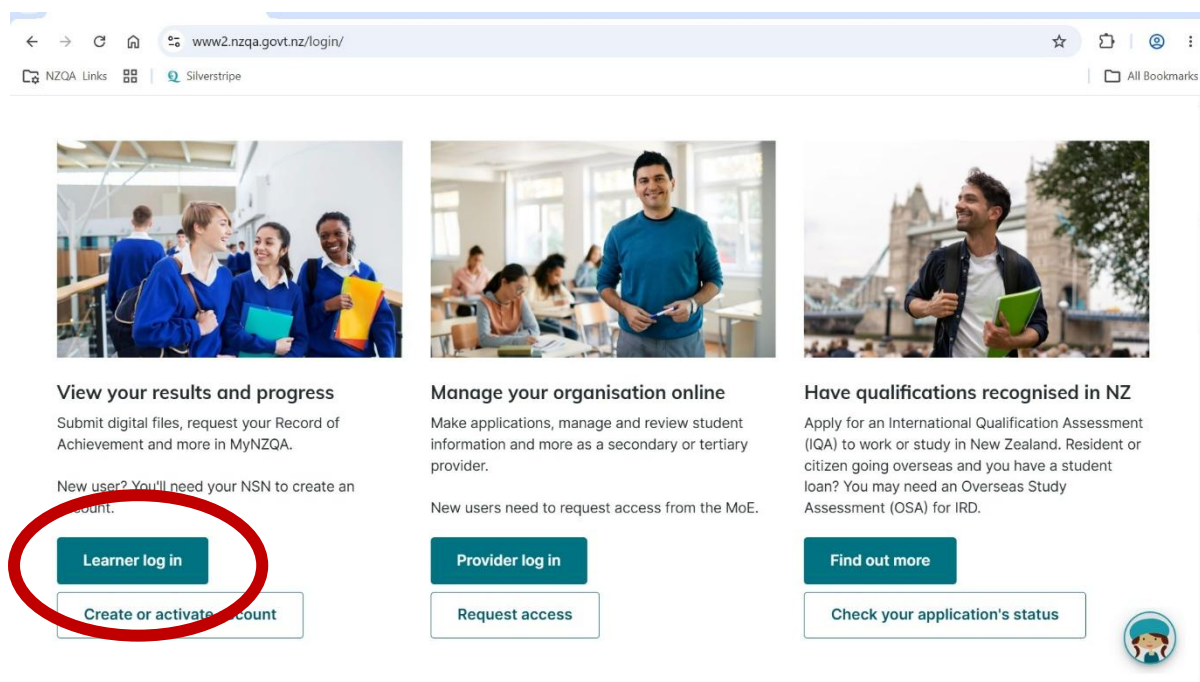 www2.nzqa.govt.nz/login/
NZQA Links
Silverstripe
All Bookmarks
View your results and progress
Submit digital files, request your Record of
Achievement and more in MyNZQA.
New user? You'll need your NSN to create an
account.
Learner log in
Create or activate account
Manage your organisation online
Make applications, manage and review student
information and more as a secondary or tertiary
provider.
New users need to request access from the MoE.
Provider log in
Request access
Have qualifications recognised in NZ
Apply for an International Qualification Assessment
(IQA) to work or study in New Zealand. Resident or
citizen going overseas and you have a student
loan? You may need an Overseas Study
Assessment (OSA) for IRD.
Find out more
Check your application's status